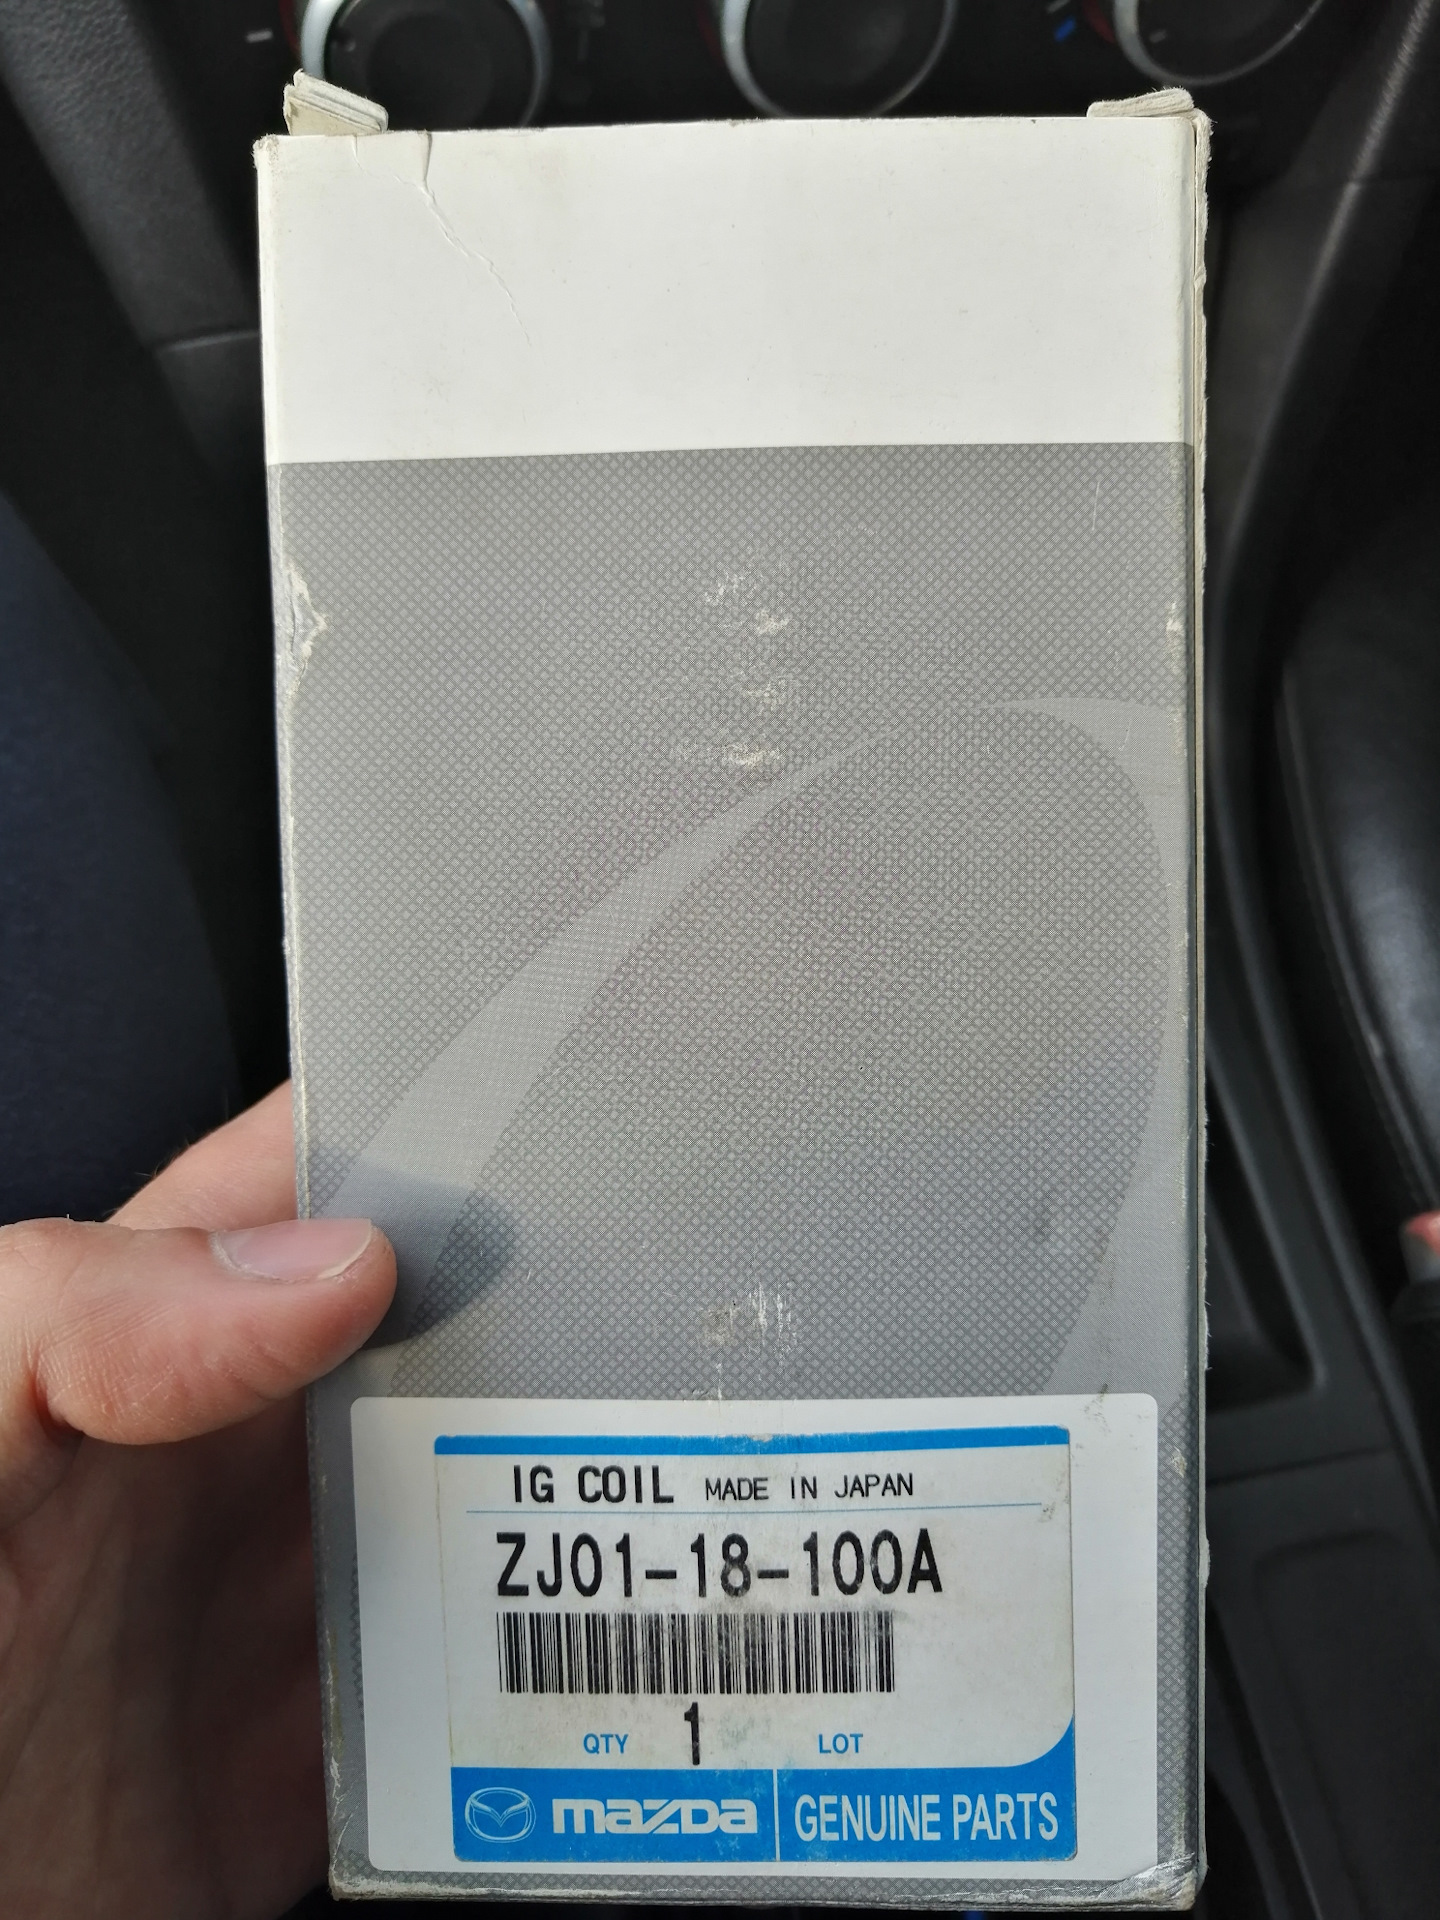 IG COIL MADE IN JAPAN
ZJ01-18-100A
QTY 1 LOT
mazda GENUINE PARTS